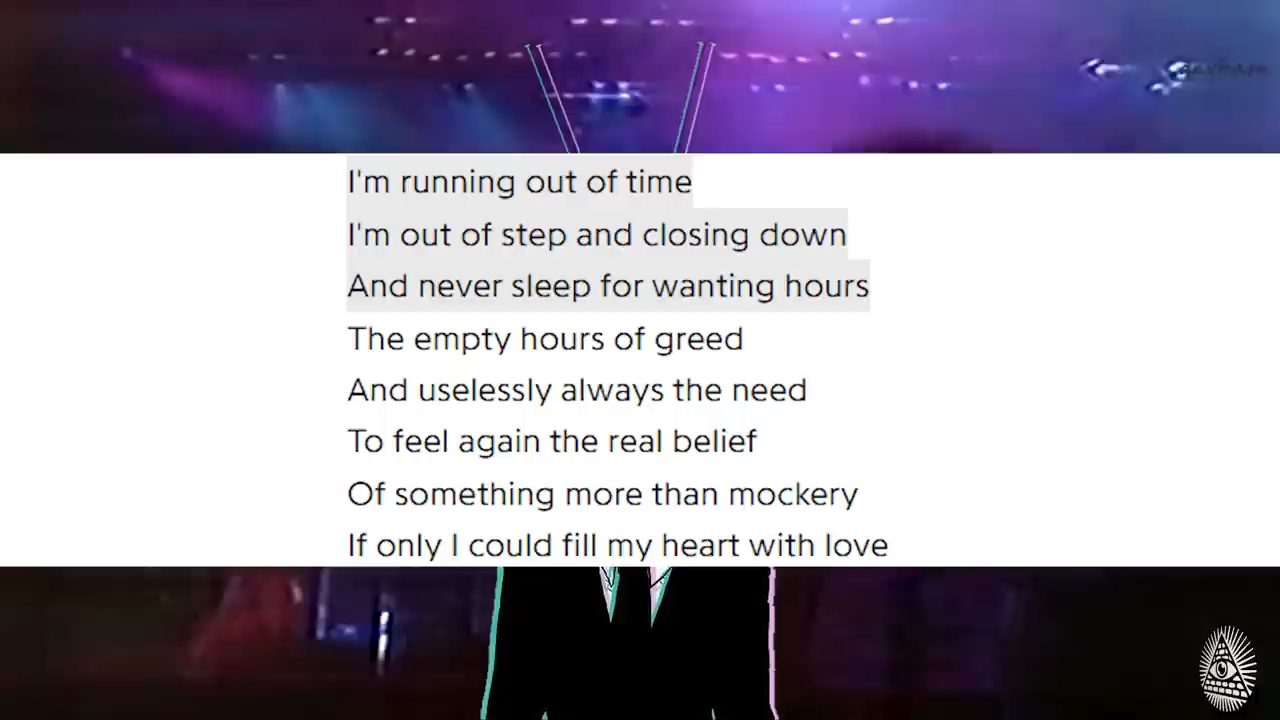 I'm running out of time
I'm out of step and closing down
And never sleep for wanting hours
The empty hours of greed
And uselessly always the need
To feel again the real belief
Of something more than mockery
If only I could fill my heart with love